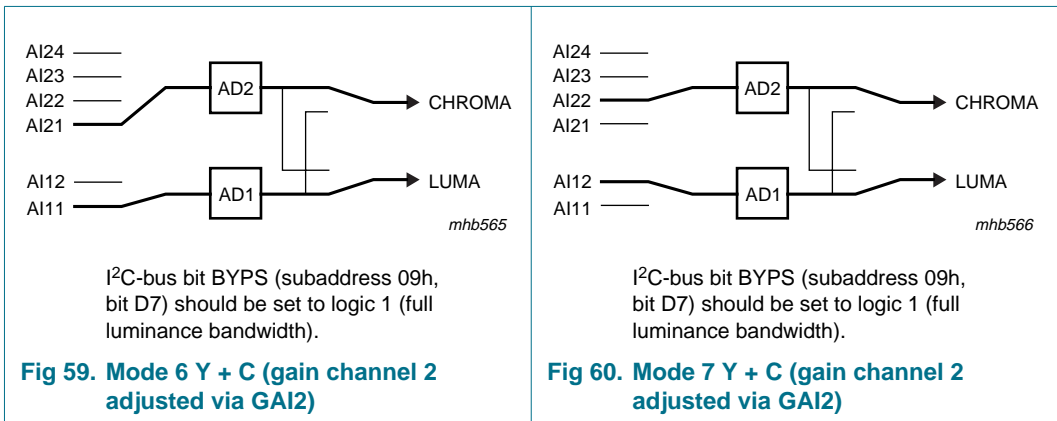 AI24
AI23
AI22
AI21
AD2
CHROMA
AI12
AI11
AD1
LUMA
mhb565
I2C-bus bit BYPS (subaddress 09h,
bit D7) should be set to logic 1 (full
luminance bandwidth).
Fig 59. Mode 6 Y + C (gain channel 2
adjusted via GAI2)
AI24
AI23
AI22
AI21
AD2
CHROMA
AI12
AI11
AD1
LUMA
mhb566
I2C-bus bit BYPS (subaddress 09h,
bit D7) should be set to logic 1 (full
luminance bandwidth).
Fig 60. Mode 7 Y + C (gain channel 2
adjusted via GAI2)